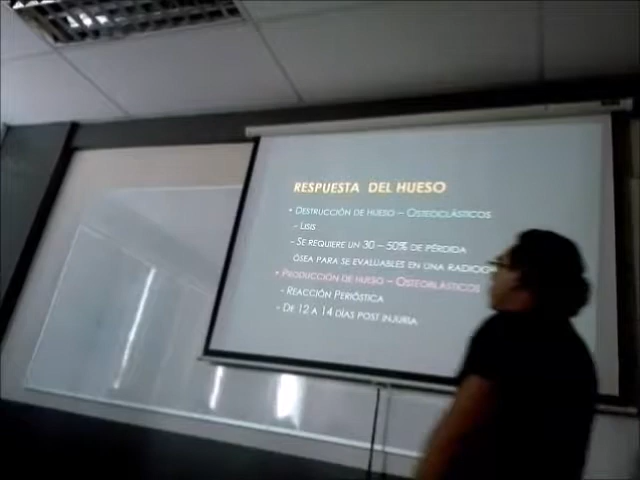 RESPUESTA DEL HUESO
• DESTRUCCIÓN DE HUESO – OSTEOCLÁSTICOS
- LISIS
- SE REQUIERE UN 30 – 50% DE PÉRDIDA
ÓSEA PARA SE EVALUABLES EN UNA
• PRODUCCIÓN DE HUESO – OSTEOBLÁSTICOS
- REACCIÓN PERIÓSTICA
- DE 12 A 14 DÍAS POST INJURIA